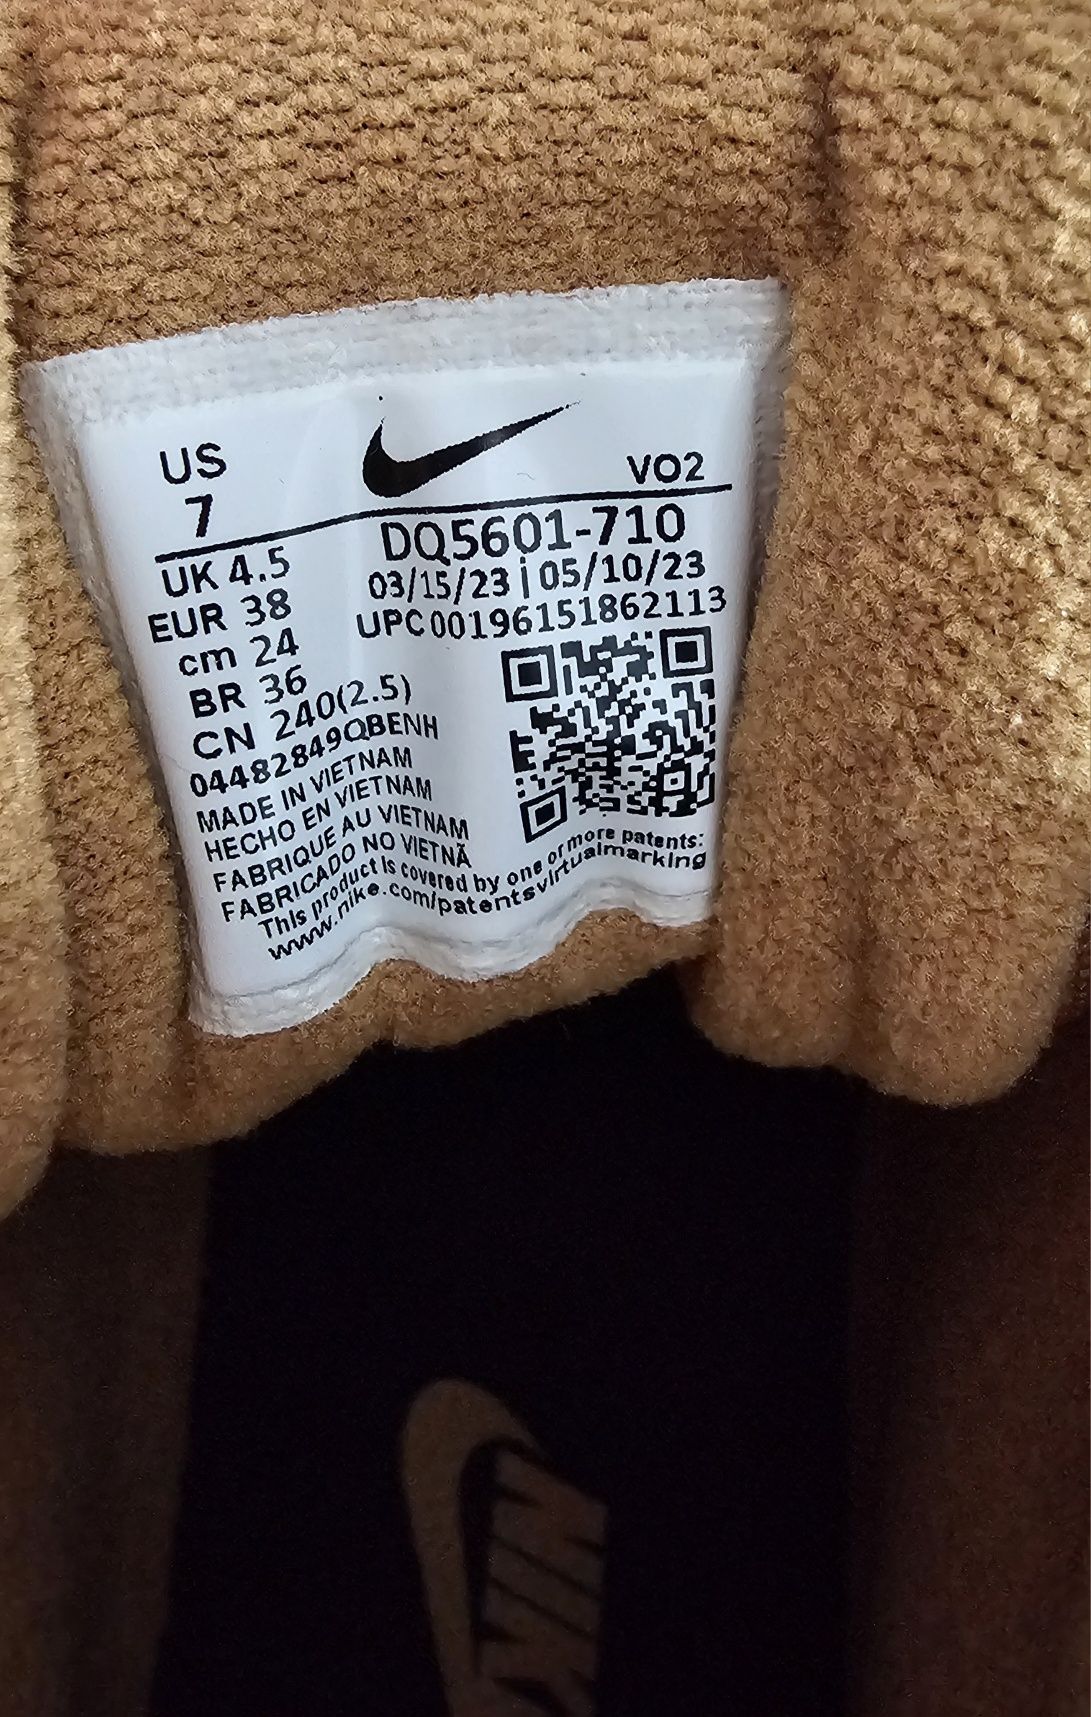 US
7
VO2
UK 4.5
EUR 38
cm 24
BR 36
CN 240(2.5)
DQ5601-710
03/15/23 | 05/10/23
UPC00196151862113
04482849QBENH
MADE IN VIETNAM
HECHO EN VIETNAM
FABRIQUE AU VIETNAM
FABRICADO NO VIETNÃ
This product is covered by one or more patents:
www.nike.com/patentsvirtualmarking